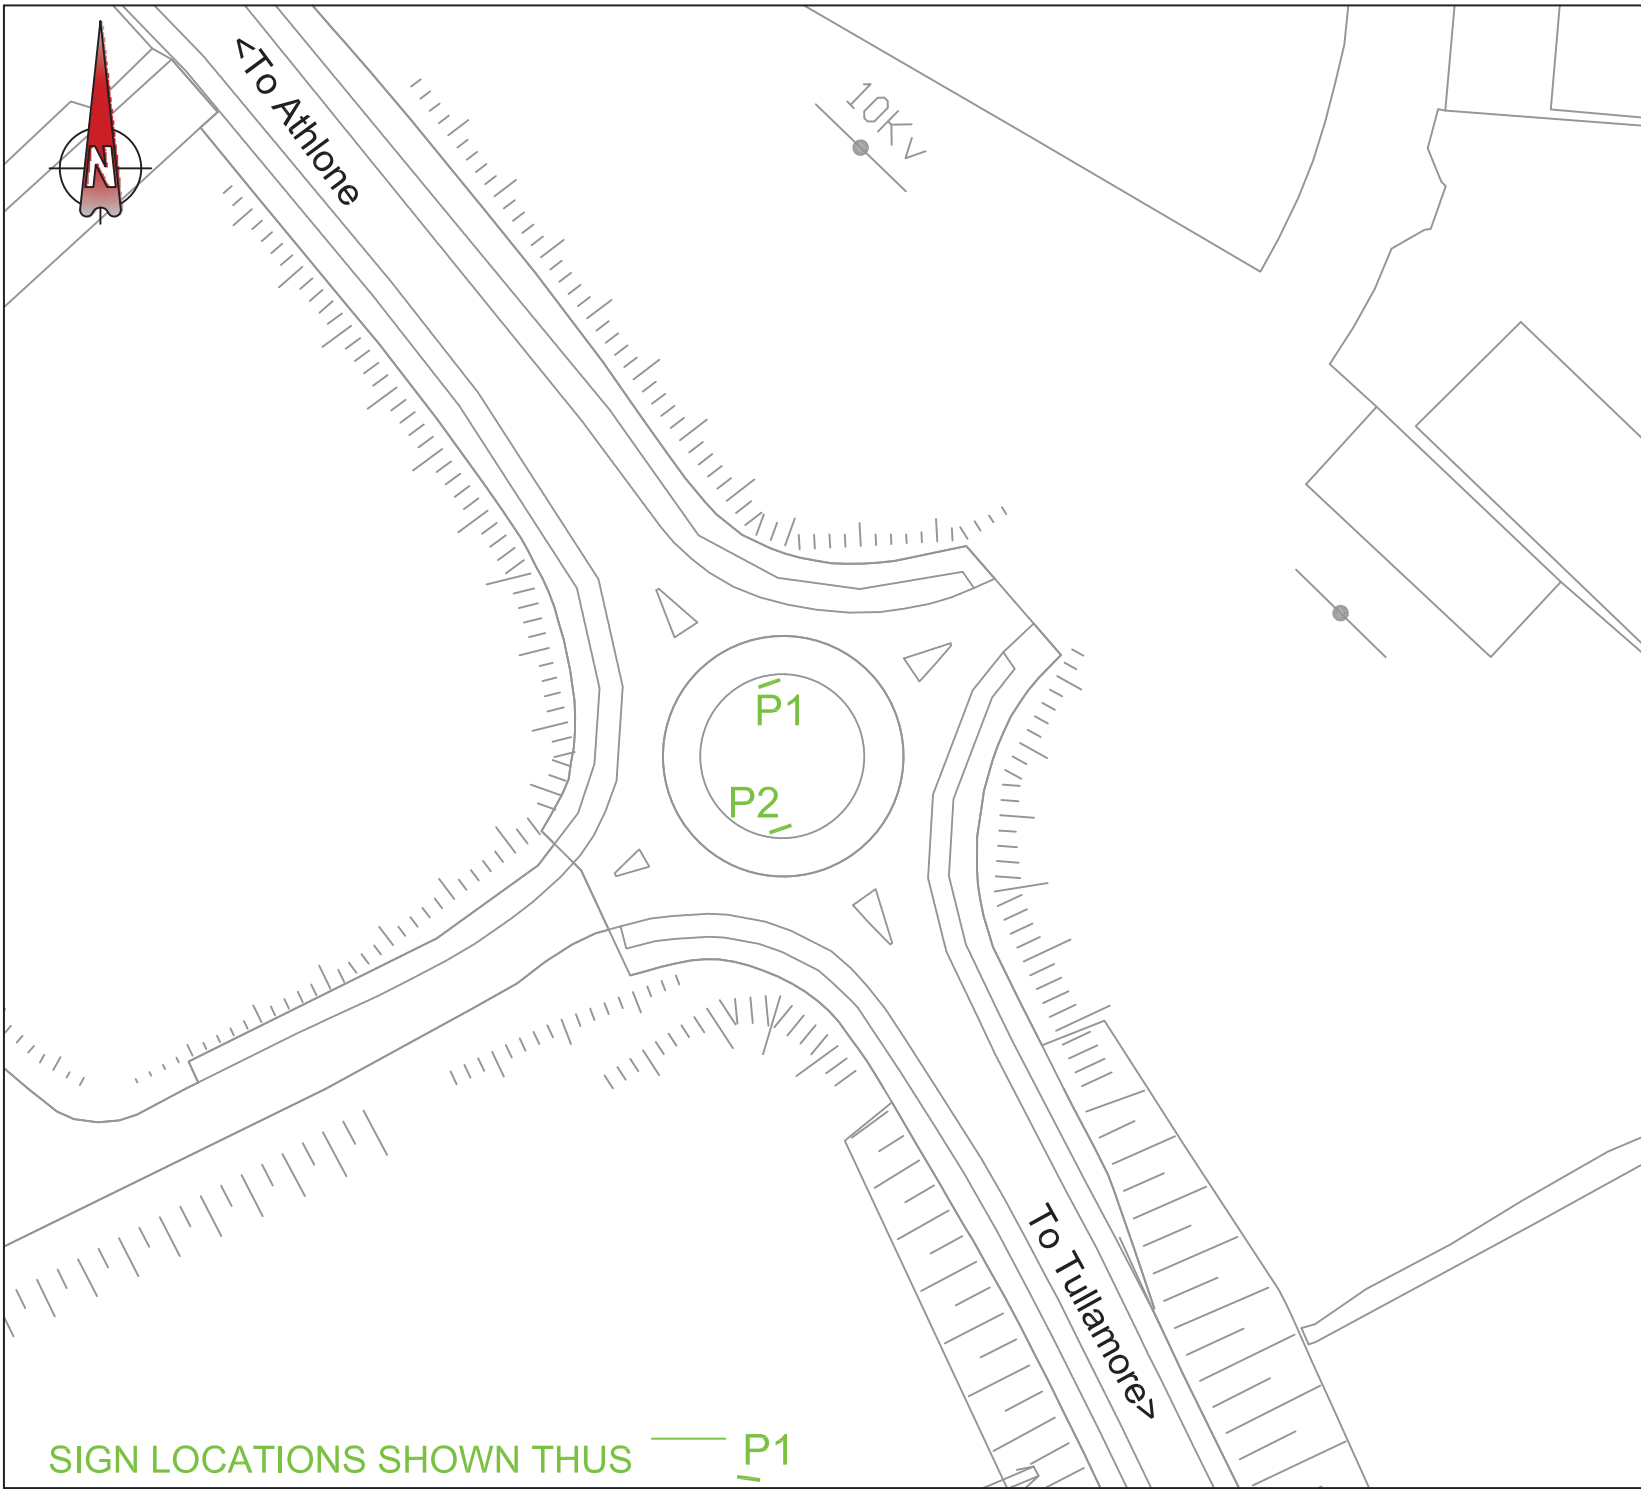 <To Athlone
10Kv
N
P1
P2
To Tullamore>
SIGN LOCATIONS SHOWN THUS P1